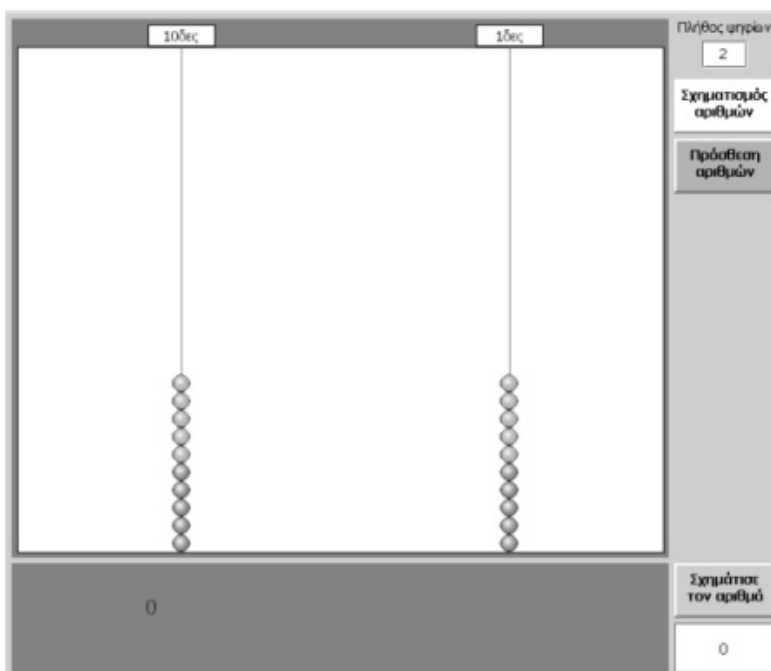 10δες
1δες
Πλήθος ψηφίων
2
Σχηματισμός
αριθμών
Πρόσθεση
αριθμών
0
Σχημάτισε
τον αριθμό
0